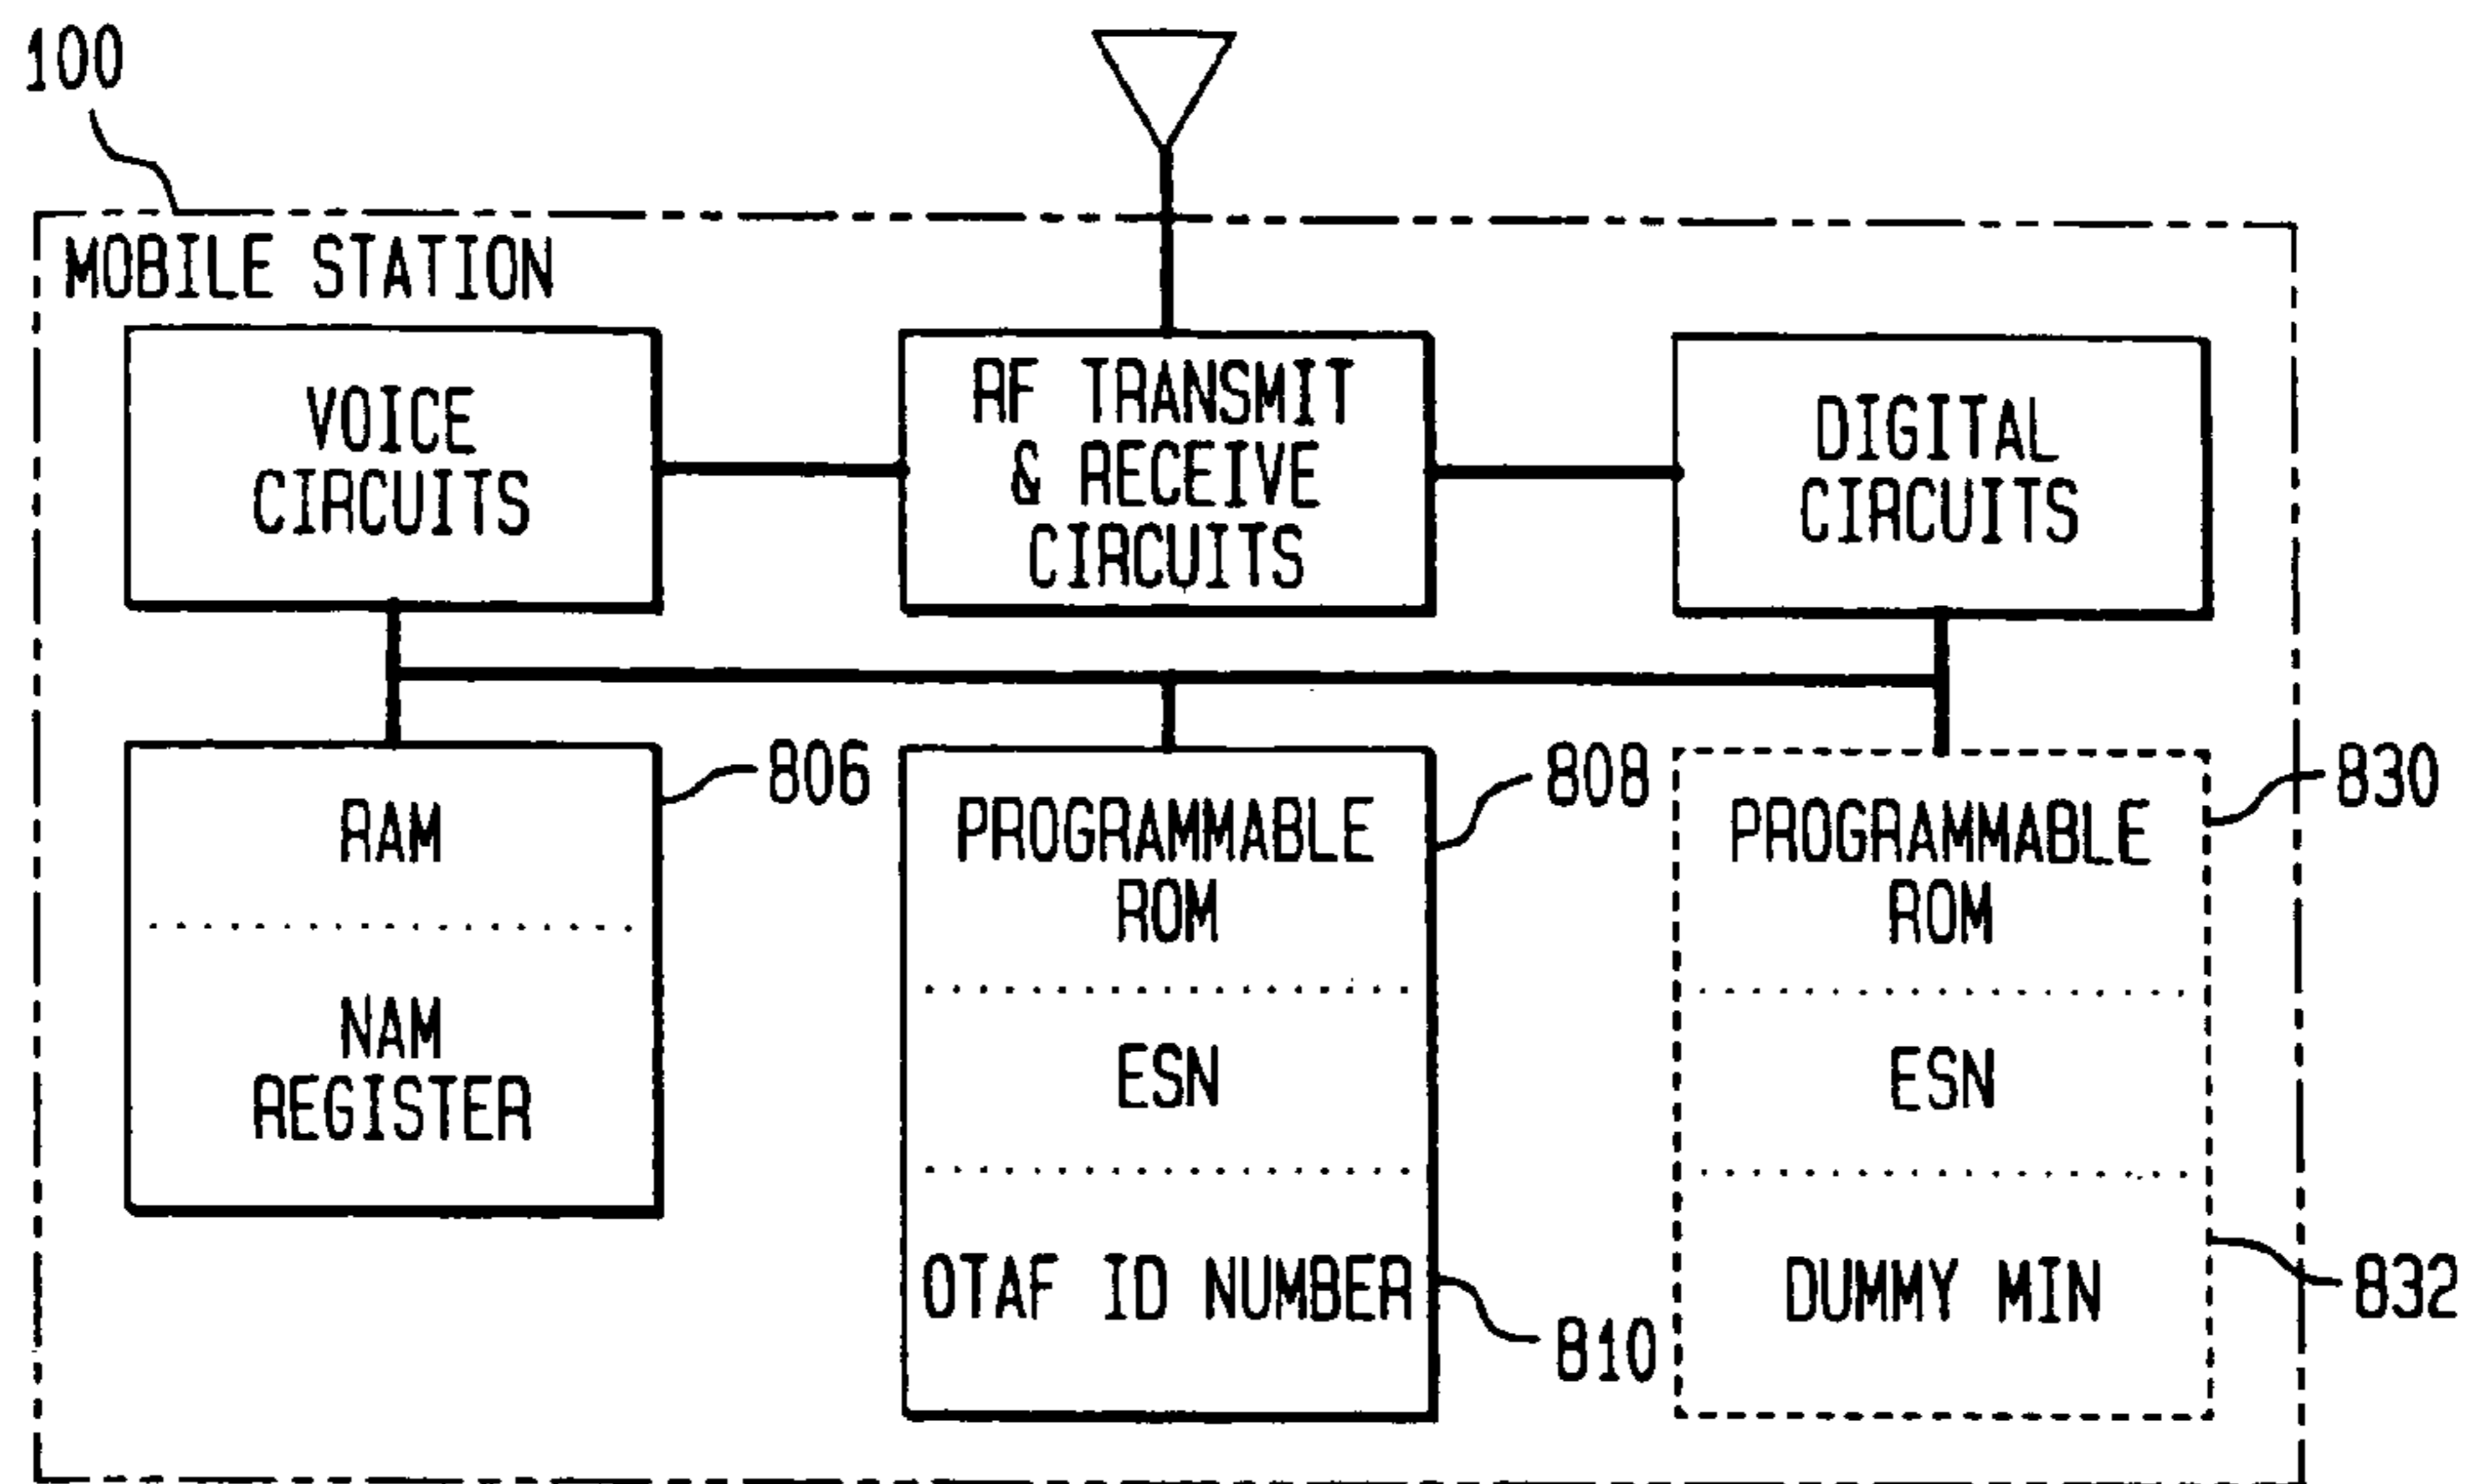 100
MOBILE STATION
VOICE
CIRCUITS
RF TRANSMIT
& RECEIVE
CIRCUITS
DIGITAL
CIRCUITS
RAM
NAM
REGISTER
806
PROGRAMMABLE
ROM
ESN
OTAF ID NUMBER
808
810
PROGRAMMABLE
ROM
ESN
DUMMY MIN
830
832